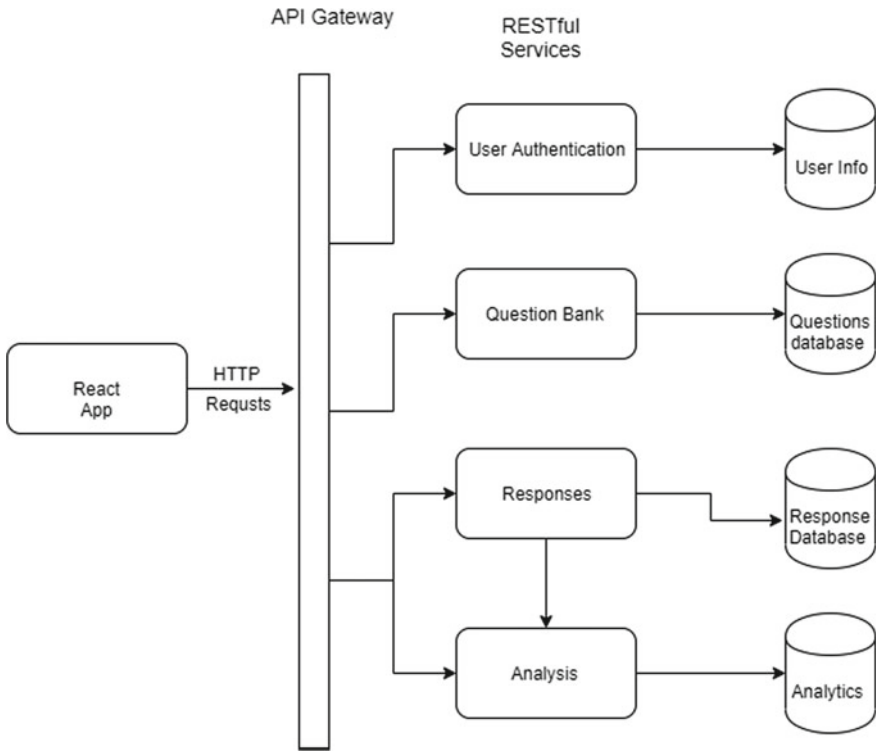 API Gateway
RESTful
Services
User Authentication
User Info
Question Bank
Questions
database
React
App
HTTP
Requsts
Responses
Response
Database
Analysis
Analytics